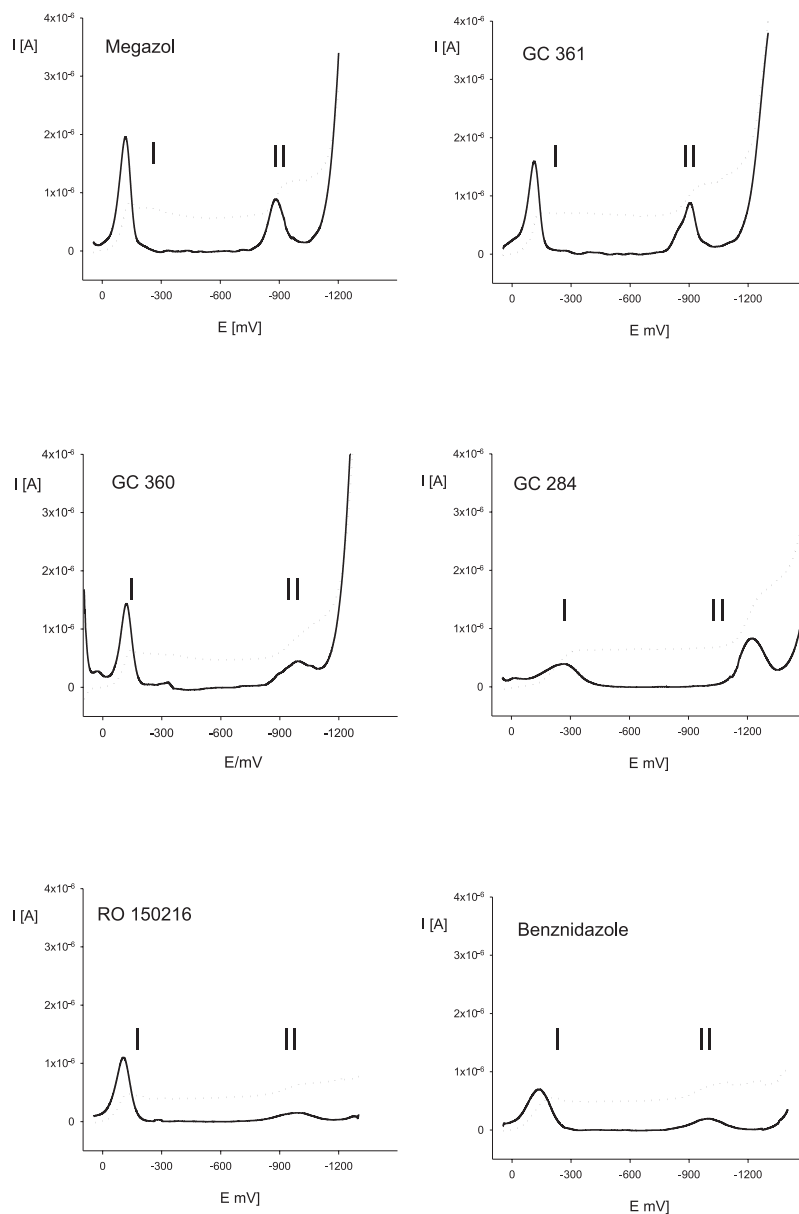 4x10-6
I [A]
Megazol
3x10-6
2x10-6
I
II
1x10-6
0
0
-300
-600
-900
-1200
E [mV]
4x10-6
I [A]
GC 361
3x10-6
2x10-6
I
II
1x10-6
0
0
-300
-600
-900
-1200
E mV]
4x10-6
I [A]
GC 360
3x10-6
2x10-6
I
II
1x10-6
0
0
-300
-600
-900
-1200
E/mV
4x10-6
I [A]
GC 284
3x10-6
2x10-6
I
II
1x10-6
0
0
-300
-600
-900
-1200
E mV]
4x10-6
I [A]
RO 150216
3x10-6
2x10-6
I
II
1x10-6
0
0
-300
-600
-900
-1200
E mV]
4x10-6
I [A]
Benznidazole
3x10-6
2x10-6
I
II
1x10-6
0
0
-300
-600
-900
-1200
E mV]